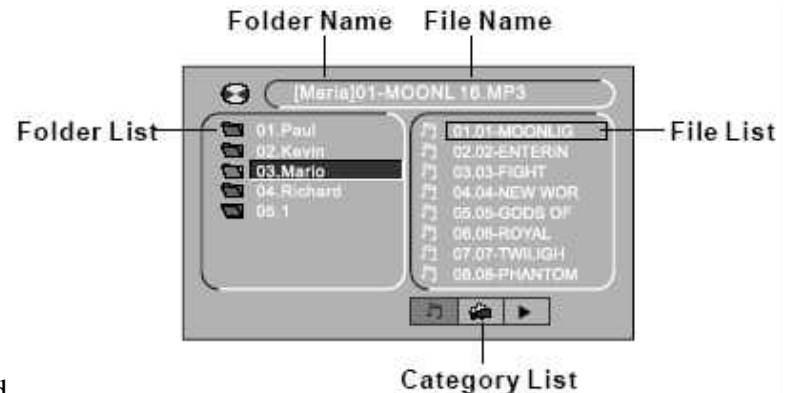 Folder Name File Name
[Maria]01-MOONL 16.MP3
Folder List
01.Paul
02.Kevin
03.Mario
04.Richard
05.1
01.01-MOONLIG
02.02-ENTERIN
03.03-FIGHT
04.04-NEW WOR
05.05-GODS OF
06.06-ROYAL
07.07-TWILIGH
08.08-PHANTOM
File List
Category List